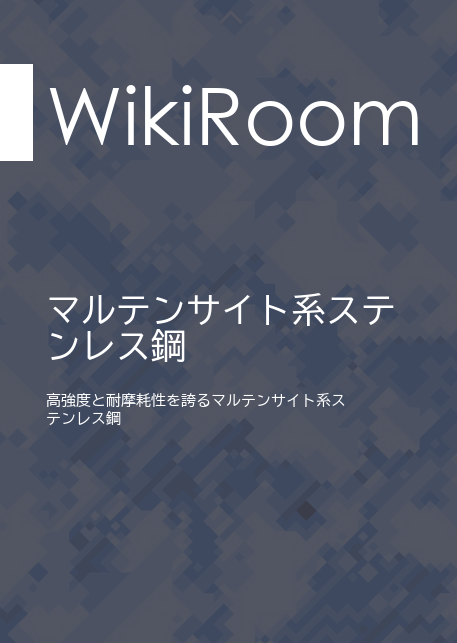 WikiRoom
マルテンサイト系ステ
ンレス鋼
高強度と耐摩耗性を誇るマルテンサイト系ス
テンレス鋼